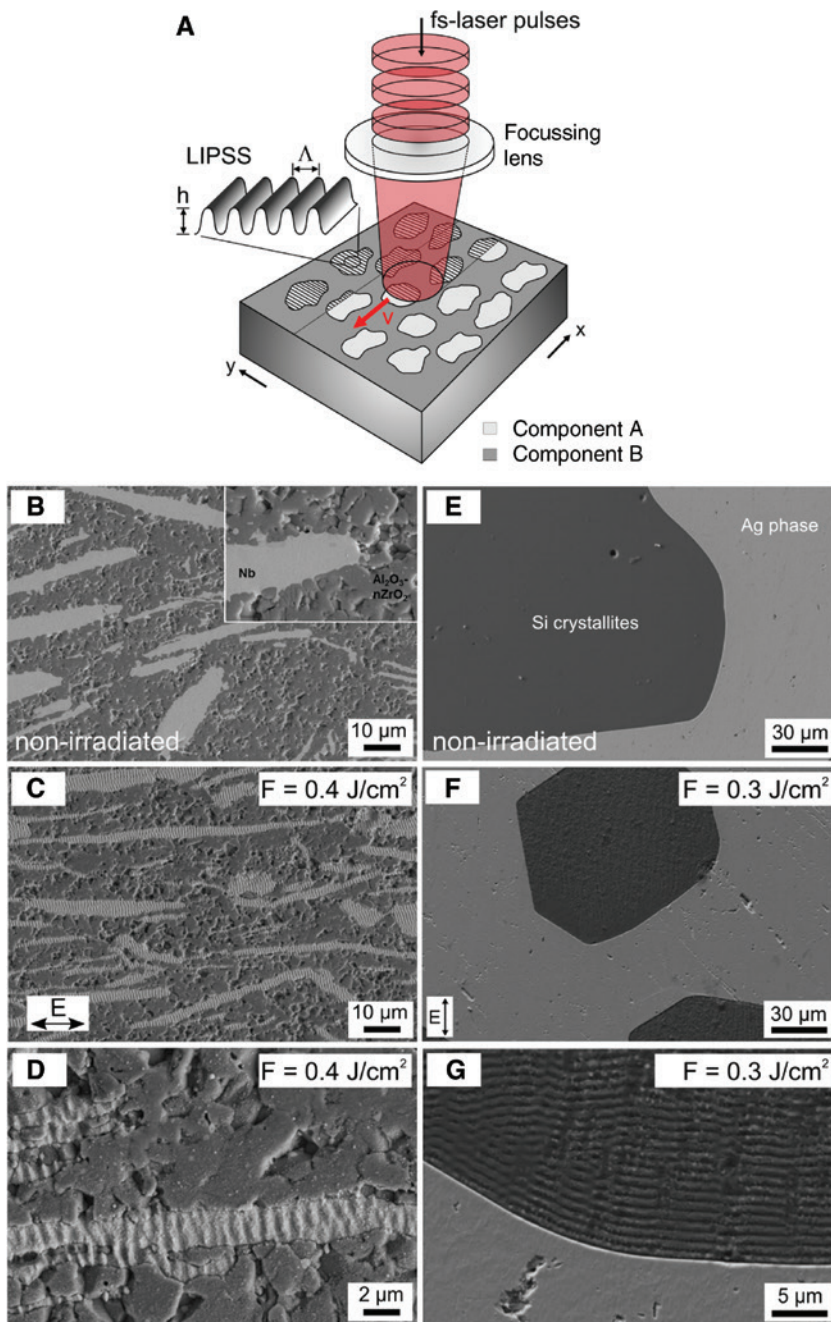 A
fs-laser pulses
Focussing
lens
LIPSS
Λ
h
v
x
y
Component A
Component B
B
Nb
Al₂O₃-
nZrO₂
non-irradiated
10 µm
E
Ag phase
Si crystallites
non-irradiated
30 µm
C
F = 0.4 J/cm²
E
10 µm
F
F = 0.3 J/cm²
E
30 µm
D
F = 0.4 J/cm²
2 µm
G
F = 0.3 J/cm²
5 µm